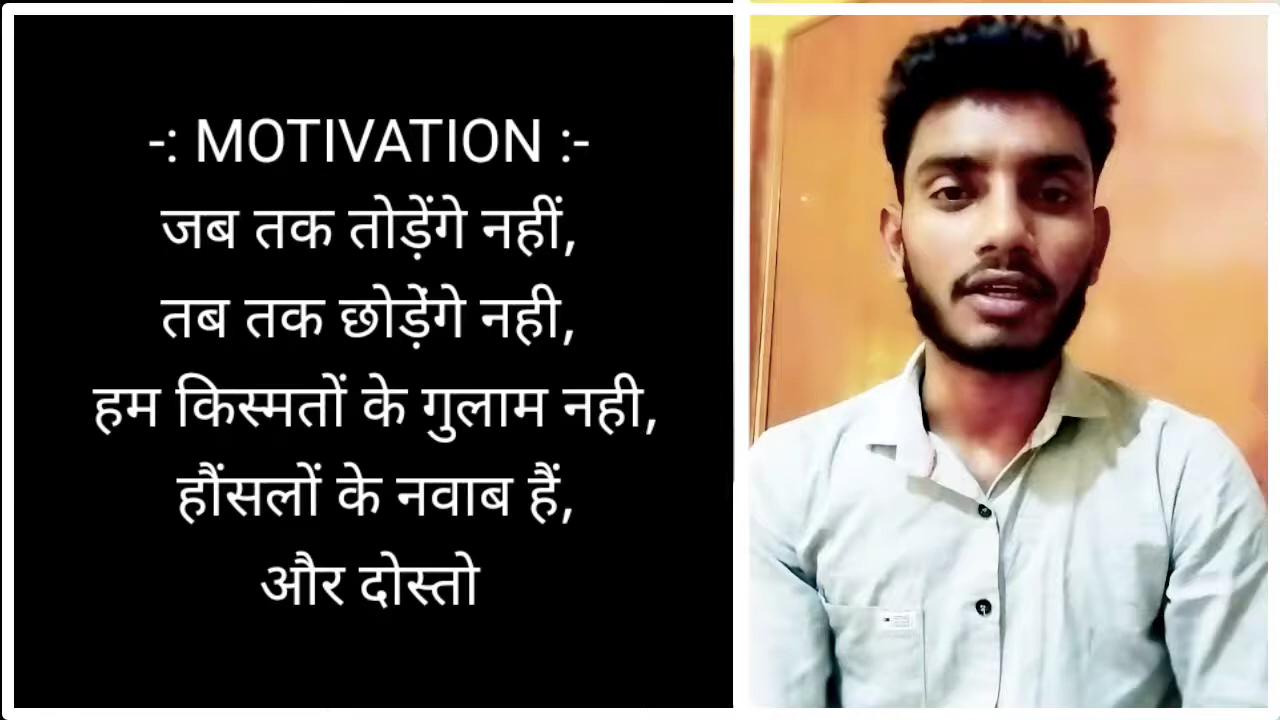 -: MOTIVATION :-
जब तक तोड़ेंगे नहीं,
तब तक छोड़ेंगे नही,
हम किस्मतों के गुलाम नही,
हौंसलों के नवाब हैं,
और दोस्तो